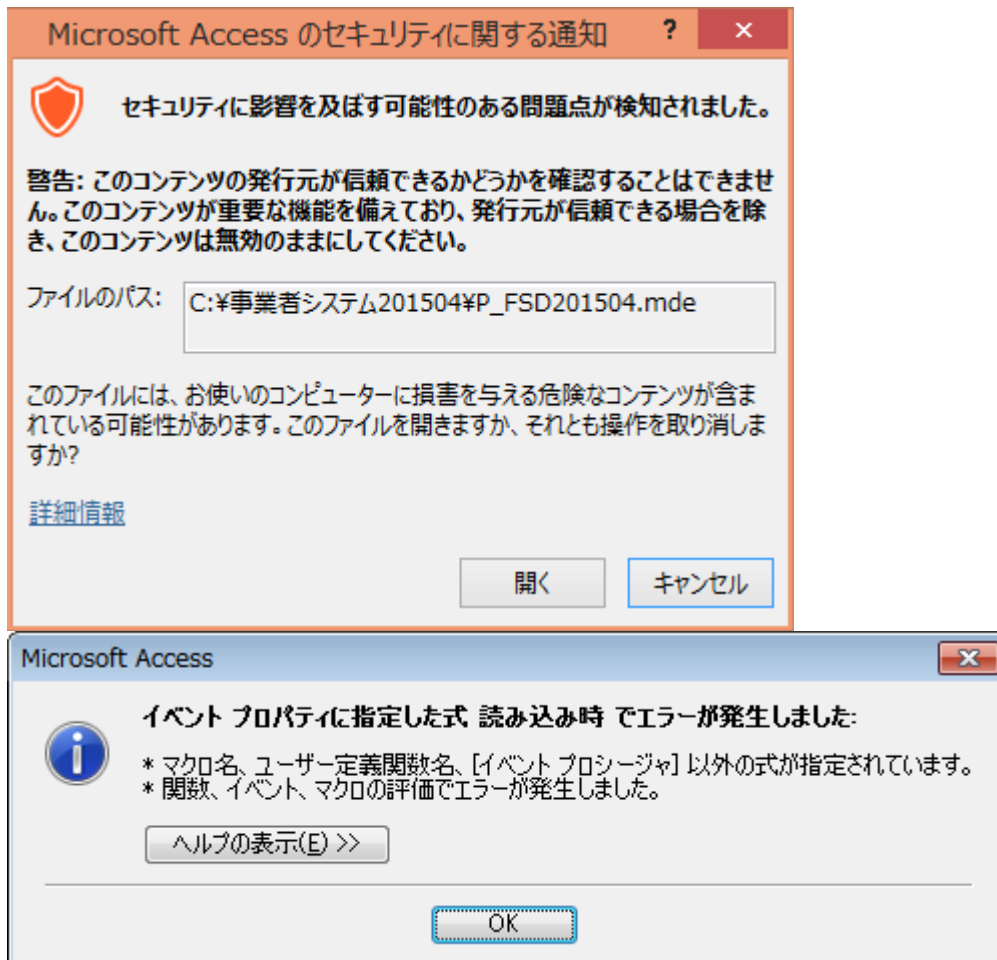 Microsoft Access のセキュリティに関する通知 ? ×
セキュリティに影響を及ぼす可能性のある問題点が検知されました。
警告: このコンテンツの発行元が信頼できるかどうかを確認することはできませ
ん。このコンテンツが重要な機能を備えており、発行元が信頼できる場合を除
き、このコンテンツは無効のままにしてください。
ファイルのパス: C:¥事業者システム201504¥P_FSD201504.mde
このファイルには、お使いのコンピューターに損害を与える危険なコンテンツが含ま
れている可能性があります。このファイルを開きますか、それとも操作を取り消しま
すか?
詳細情報
開く キャンセル
Microsoft Access
イベント プロパティに指定した式 読み込み時 でエラーが発生しました:
* マクロ名、ユーザー定義関数名、[イベント プロシージャ] 以外の式が指定されています。
* 関数、イベント、マクロの評価でエラーが発生しました。
ヘルプの表示(E) >>
OK